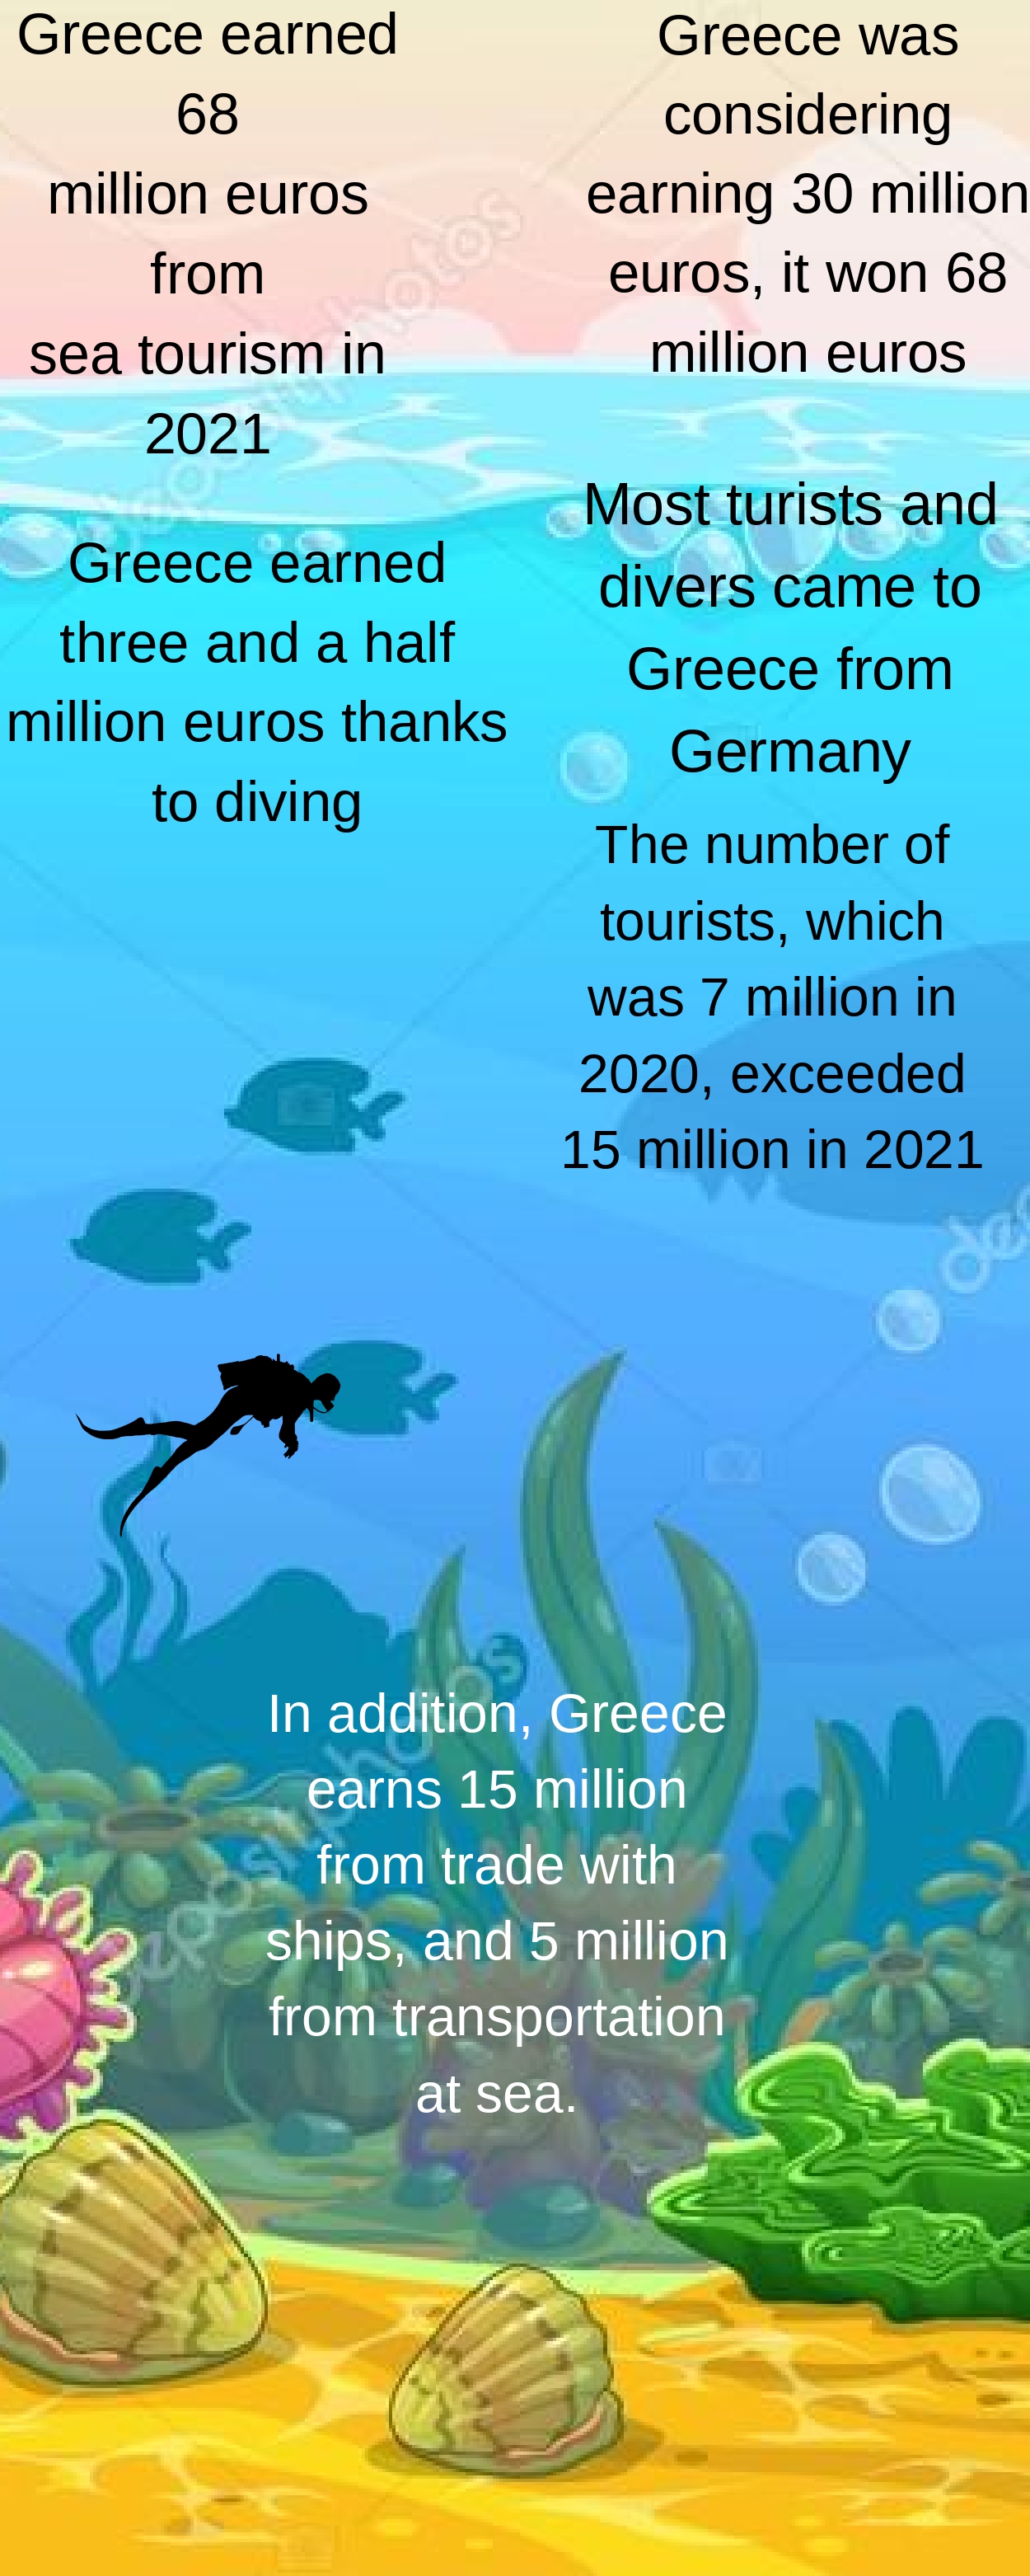 Greece earned
68
million euros
from
sea tourism in
2021
Greece was
considering
earning 30 million
euros, it won 68
million euros
Greece earned
three and a half
million euros thanks
to diving
Most turists and
divers came to
Greece from
Germany
The number of
tourists, which
was 7 million in
2020, exceeded
15 million in 2021
In addition, Greece
earns 15 million
from trade with
ships, and 5 million
from transportation
at sea.
depositphotos
depositphotos